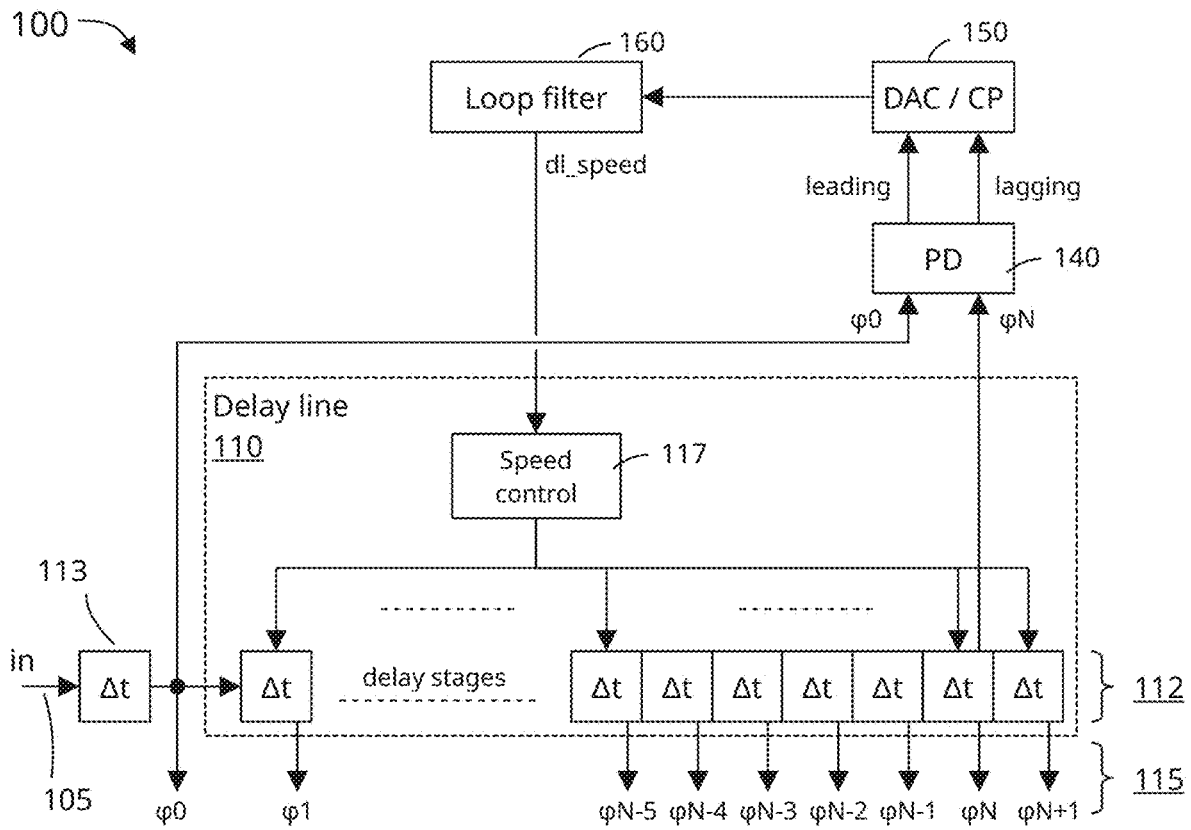 100
160
150
Loop filter
DAC / CP
dl_speed
leading
lagging
PD
140
φ0
φN
Delay line
110
Speed
control
117
113
in
Δt
Δt
delay stages
Δt
Δt
Δt
Δt
Δt
Δt
Δt
112
105
φ0
φ1
φN-5
φN-4
φN-3
φN-2
φN-1
φN
φN+1
115